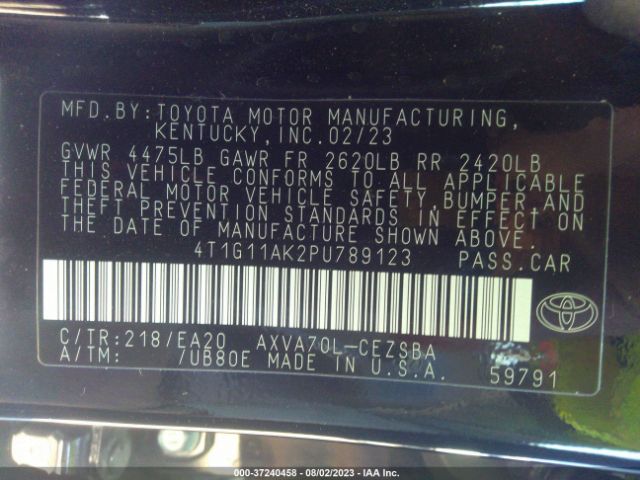 MFD.BY:TOYOTA MOTOR MANUFACTURING,
KENTUCKY,INC.02/23
GVWR 4475LB GAWR FR 2620LB RR 2420LB
THIS VEHICLE CONFORMS TO ALL APPLICABLE
FEDERAL MOTOR VEHICLE SAFETY,BUMPER,AND
THEFT PREVENTION STANDARDS IN EFFECT ON
THE DATE OF MANUFACTURE SHOWN ABOVE.
4T1G11AK2PU789123 PASS.CAR
C/TR:218/EA20 AXVA70L-CEZSBA
A/TM: 7UB80E MADE IN U.S.A. 59791
000-37240458 - 08/02/2023 - IAA Inc.